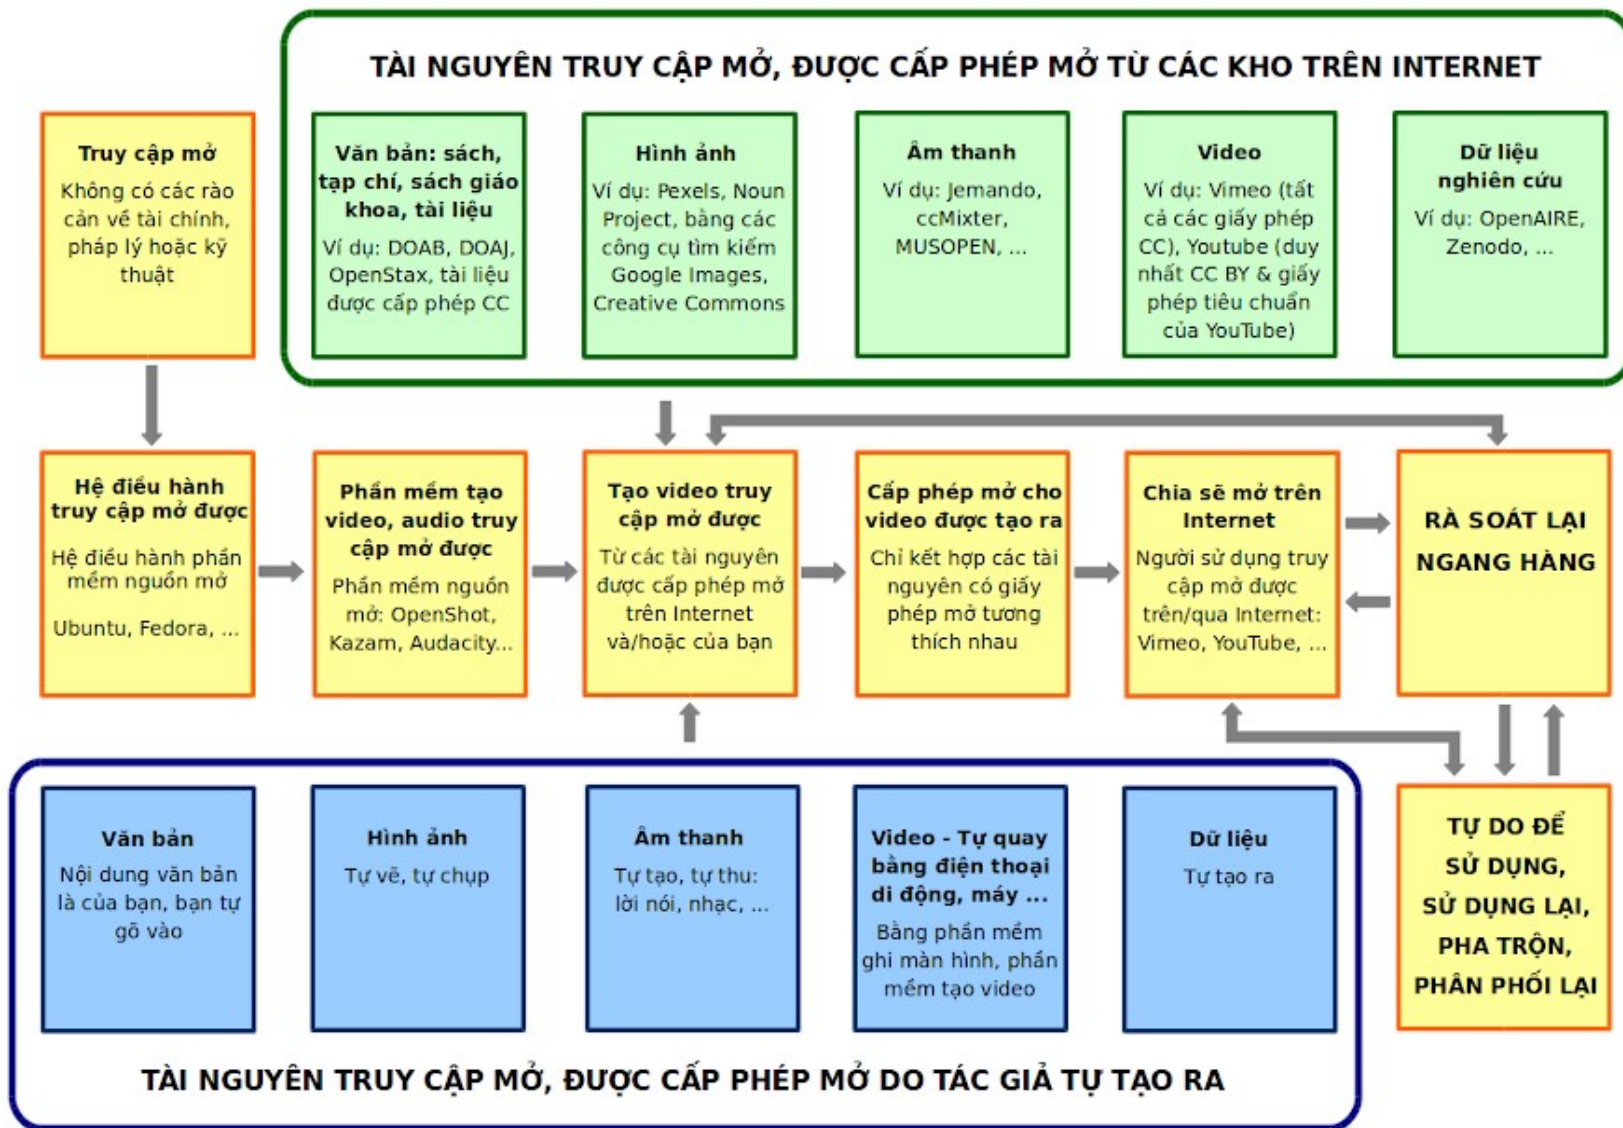 TÀI NGUYÊN TRUY CẬP MỞ, ĐƯỢC CẤP PHÉP MỞ TỪ CÁC KHO TRÊN INTERNET
Truy cập mở
Không có các rào
cản về tài chính,
pháp lý hoặc kỹ
thuật
Văn bản: sách,
tạp chí, sách giáo
khoa, tài liệu
Ví dụ: DOAB, DOAJ,
OpenStax, tài liệu
được cấp phép CC
Hình ảnh
Ví dụ: Pexels, Noun
Project, bằng các
công cụ tìm kiếm
Google Images,
Creative Commons
Âm thanh
Ví dụ: Jemando,
ccMixter,
MUSOPEN, ...
Video
Ví dụ: Vimeo (tất
cả các giấy phép
CC), Youtube (duy
nhất CC BY & giấy
phép tiêu chuẩn
của YouTube)
Dữ liệu
nghiên cứu
Ví dụ: OpenAIRE,
Zenodo, ...
Hệ điều hành
truy cập mở được
Hệ điều hành phần
mềm nguồn mở
Ubuntu, Fedora, ...
Phần mềm tạo
video, audio truy
cập mở được
Phần mềm nguồn
mở: OpenShot,
Kazam, Audacity...
Tạo video truy
cập mở được
Từ các tài nguyên
được cấp phép mở
trên Internet
và/hoặc của bạn
Cấp phép mở cho
video được tạo ra
Chỉ kết hợp các tài
nguyên có giấy
phép mở tương
thích nhau
Chia sẽ mở trên
Internet
Người sử dụng truy
cập mở được
trên/qua Internet:
Vimeo, YouTube, ...
RÀ SOÁT LẠI
NGANG HÀNG
Văn bản
Nội dung văn bản
là của bạn, bạn tự
gõ vào
Hình ảnh
Tự vẽ, tự chụp
Âm thanh
Tự tạo, tự thu:
lời nói, nhạc, ...
Video - Tự quay
bằng điện thoại
di động, máy ...
Bằng phần mềm
ghi màn hình, phần
mềm tạo video
Dữ liệu
Tự tạo ra
TỰ DO ĐỂ
SỬ DỤNG,
SỬ DỤNG LẠI,
PHA TRỘN,
PHÂN PHỐI LẠI
TÀI NGUYÊN TRUY CẬP MỞ, ĐƯỢC CẤP PHÉP MỞ DO TÁC GIẢ TỰ TẠO RA